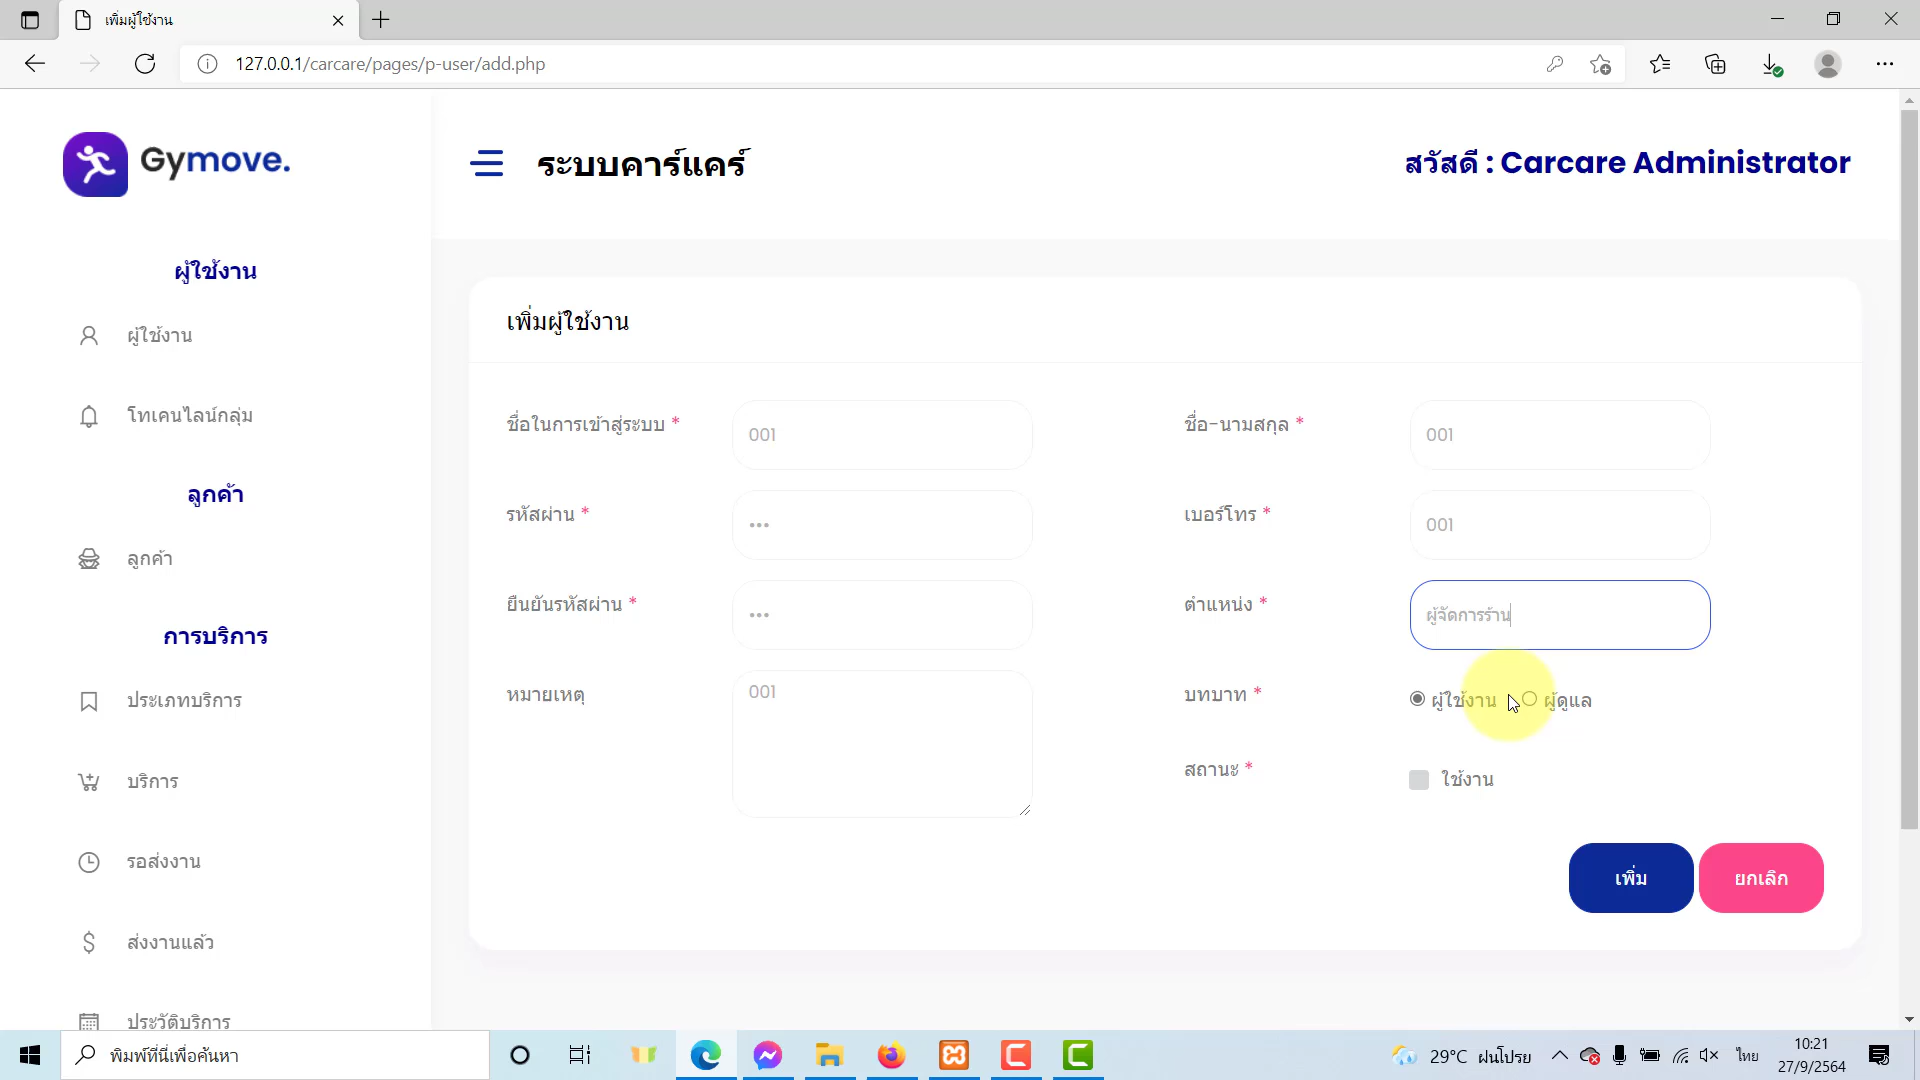 เพิ่มผู้ใช้งาน
127.0.0.1/carcare/pages/p-user/add.php
Gymove.
ระบบคาร์แคร์
สวัสดี : Carcare Administrator
ผู้ใช้งาน
ผู้ใช้งาน
โทเคนไลน์กลุ่ม
ลูกค้า
ลูกค้า
การบริการ
ประเภทบริการ
บริการ
รอส่งงาน
ส่งงานแล้ว
ประวัติบริการ
เพิ่มผู้ใช้งาน
ชื่อในการเข้าสู่ระบบ *
001
ชื่อ-นามสกุล *
001
รหัสผ่าน *
•••
เบอร์โทร *
001
ยืนยันรหัสผ่าน *
•••
ตำแหน่ง *
ผู้จัดการร้าน
หมายเหตุ
001
บทบาท *
ผู้ใช้งาน
ผู้ดูแล
สถานะ *
ใช้งาน
เพิ่ม
ยกเลิก
พิมพ์ที่นี่เพื่อค้นหา
29°C ฝนโปรย
ไทย
10:21
27/9/2564